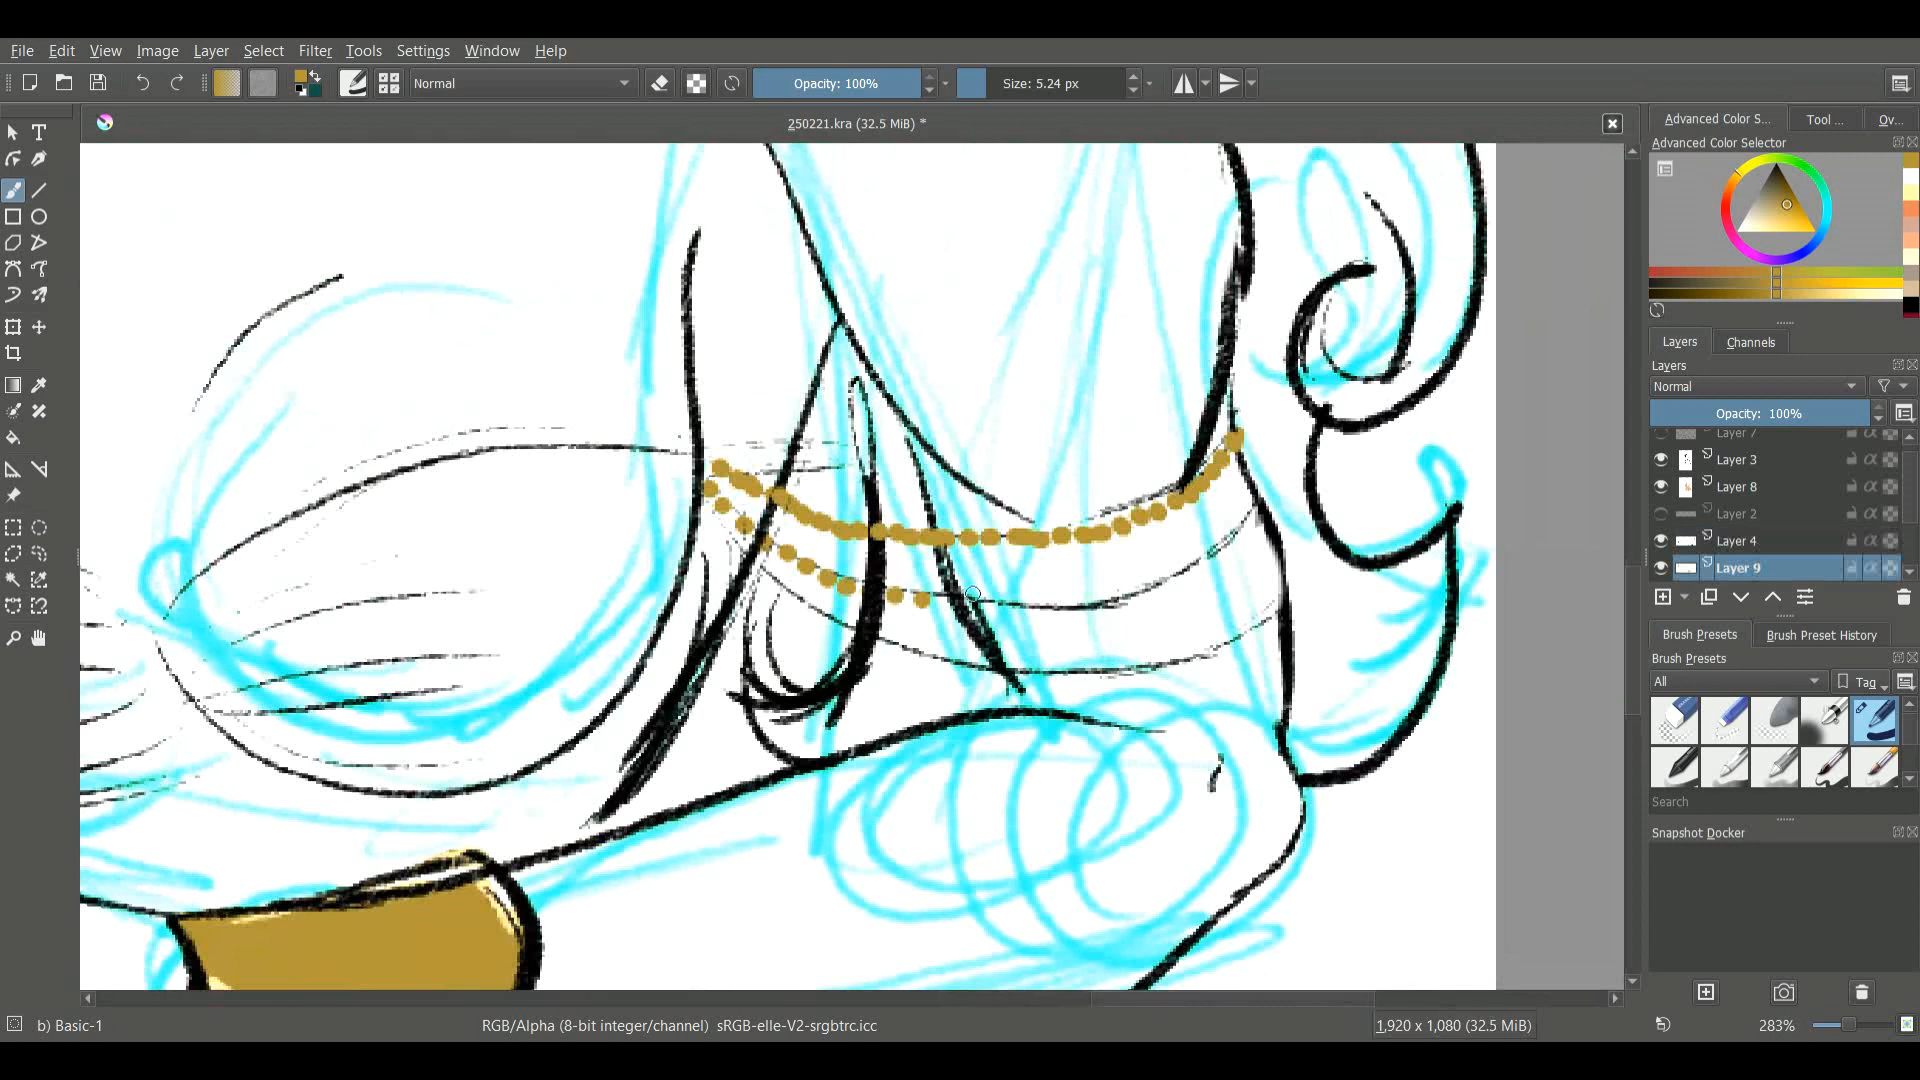 File Edit View Image Layer Select Filter Tools Settings Window Help
Normal Opacity: 100% Size: 5.24 px
250221.kra (32.5 MiB) *
Advanced Color S... Tool ... Ov...
Advanced Color Selector
Layers Channels
Layers
Normal
Opacity: 100%
Layer 7
Layer 3
Layer 8
Layer 2
Layer 4
Layer 9
Brush Presets Brush Preset History
Brush Presets
All Tag
Search
Snapshot Docker
b) Basic-1 RGB/Alpha (8-bit integer/channel) sRGB-elle-V2-srgbtrc.icc 1,920 x 1,080 (32.5 MiB) 283%